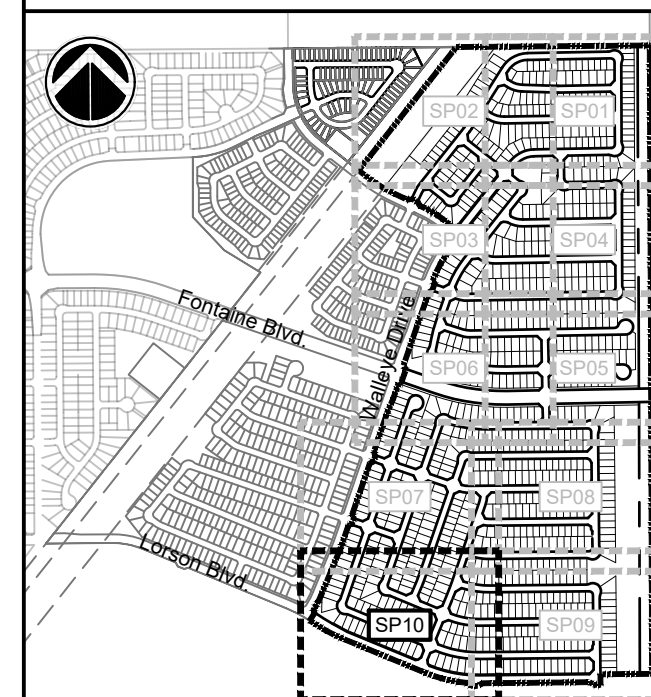 SP02 SP01
SP03 SP04
Fontaine Blvd.
Walleye Drive
SP06 SP05
SP07 SP08
Lorson Blvd.
SP10 SP09